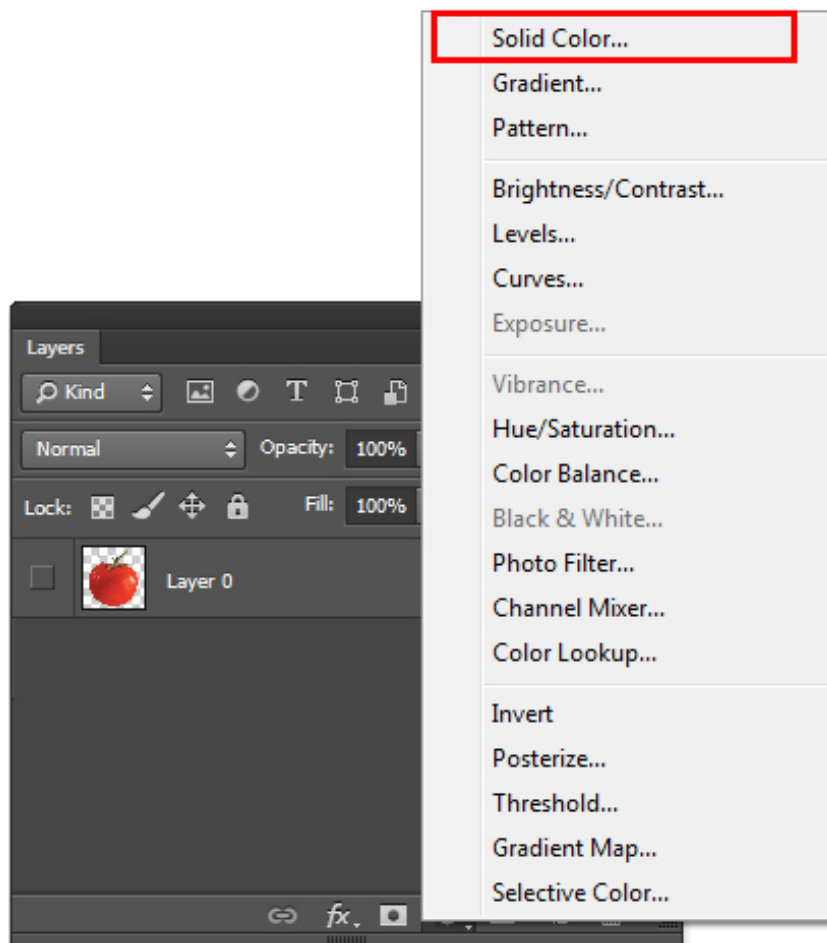 Solid Color...
Gradient...
Pattern...
Brightness/Contrast...
Levels...
Curves...
Exposure...
Vibrance...
Hue/Saturation...
Color Balance...
Black & White...
Photo Filter...
Channel Mixer...
Color Lookup...
Invert
Posterize...
Threshold...
Gradient Map...
Selective Color...
Layers
Kind T
Normal Opacity: 100%
Lock: Fill: 100%
Layer 0
fx